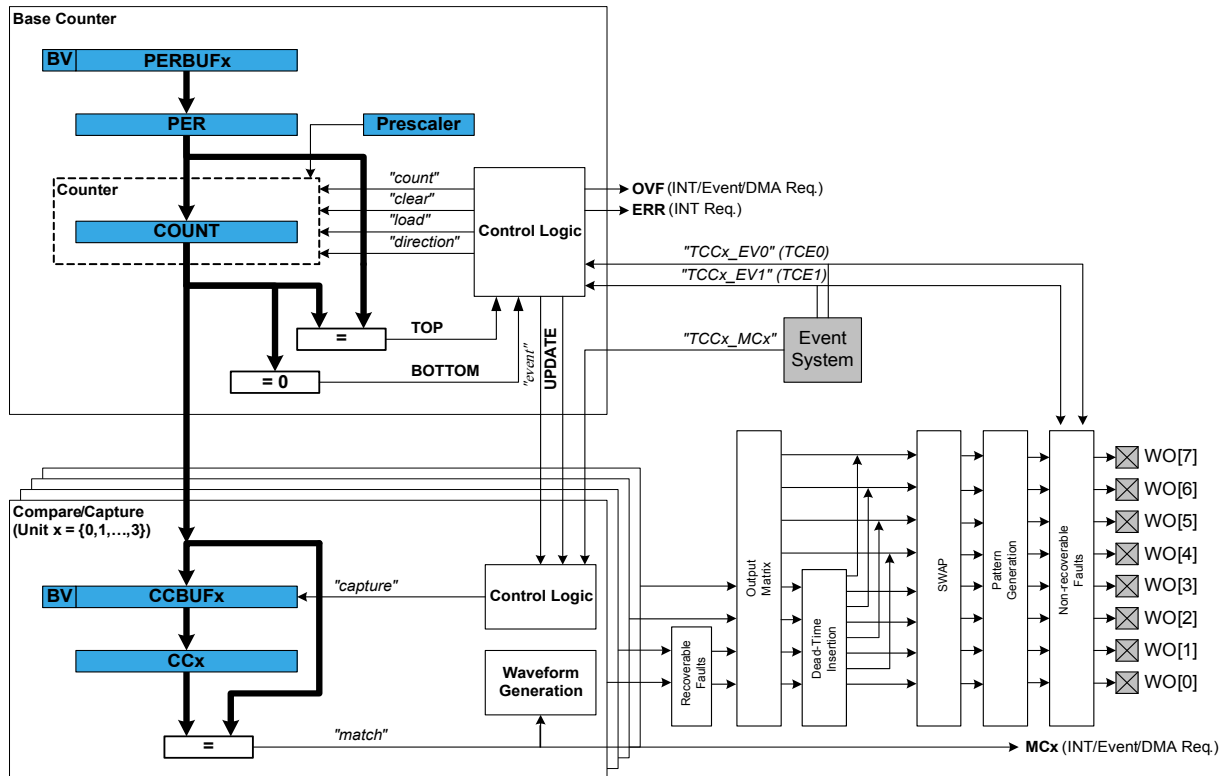 Base Counter
BV PERBUFx
PER
Prescaler
Counter
COUNT
"count"
"clear"
"load"
"direction"
Control Logic
OVF (INT/Event/DMA Req.)
ERR (INT Req.)
"TCCx_EV0" (TCE0)
"TCCx_EV1" (TCE1)
"TCCx_MCx"
Event
System
=
TOP
= 0
BOTTOM
"event"
UPDATE
Compare/Capture
(Unit x = {0,1,…,3})
BV CCBUFx
"capture"
Control Logic
CCx
Waveform
Generation
=
"match"
Recoverable
Faults
Output
Matrix
Dead-Time
Insertion
SWAP
Pattern
Generation
Non-recoverable
Faults
WO[7]
WO[6]
WO[5]
WO[4]
WO[3]
WO[2]
WO[1]
WO[0]
MCx (INT/Event/DMA Req.)